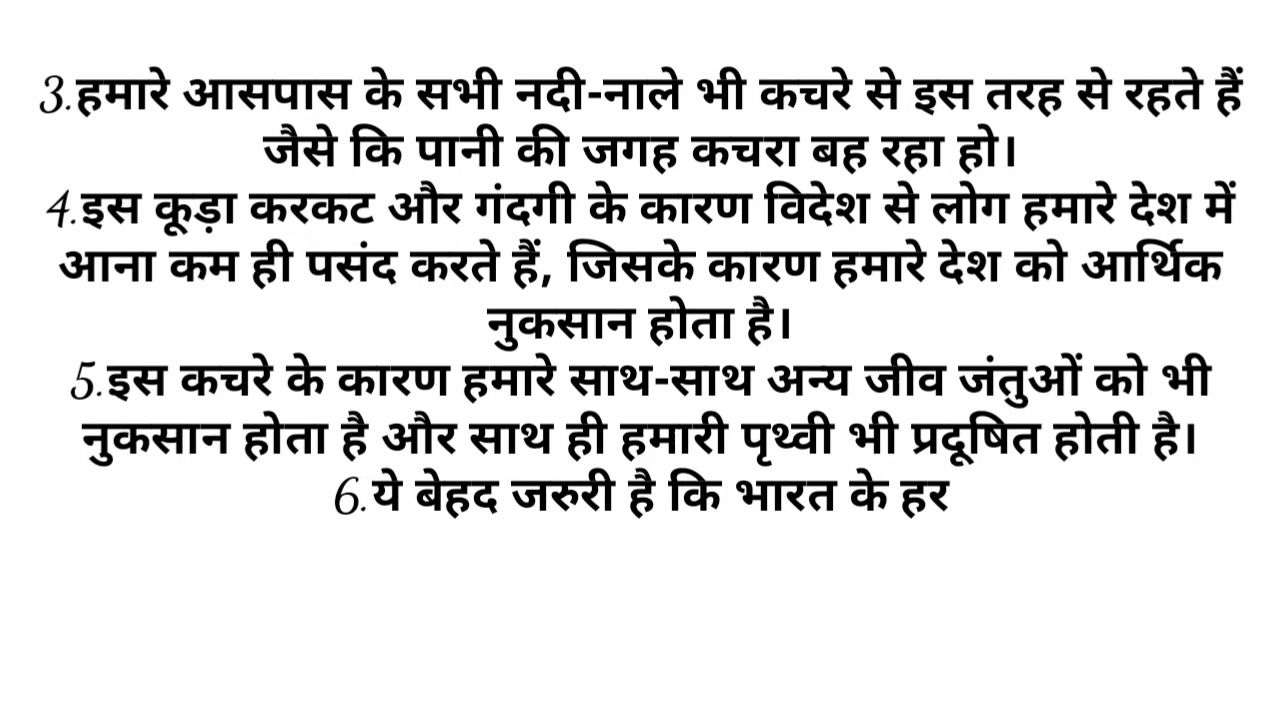 3.हमारे आसपास के सभी नदी-नाले भी कचरे से इस तरह से रहते हैं
जैसे कि पानी की जगह कचरा बह रहा हो।
4.इस कूड़ा करकट और गंदगी के कारण विदेश से लोग हमारे देश में
आना कम ही पसंद करते हैं, जिसके कारण हमारे देश को आर्थिक
नुकसान होता है।
5.इस कचरे के कारण हमारे साथ-साथ अन्य जीव जंतुओं को भी
नुकसान होता है और साथ ही हमारी पृथ्वी भी प्रदूषित होती है।
6.ये बेहद जरुरी है कि भारत के हर